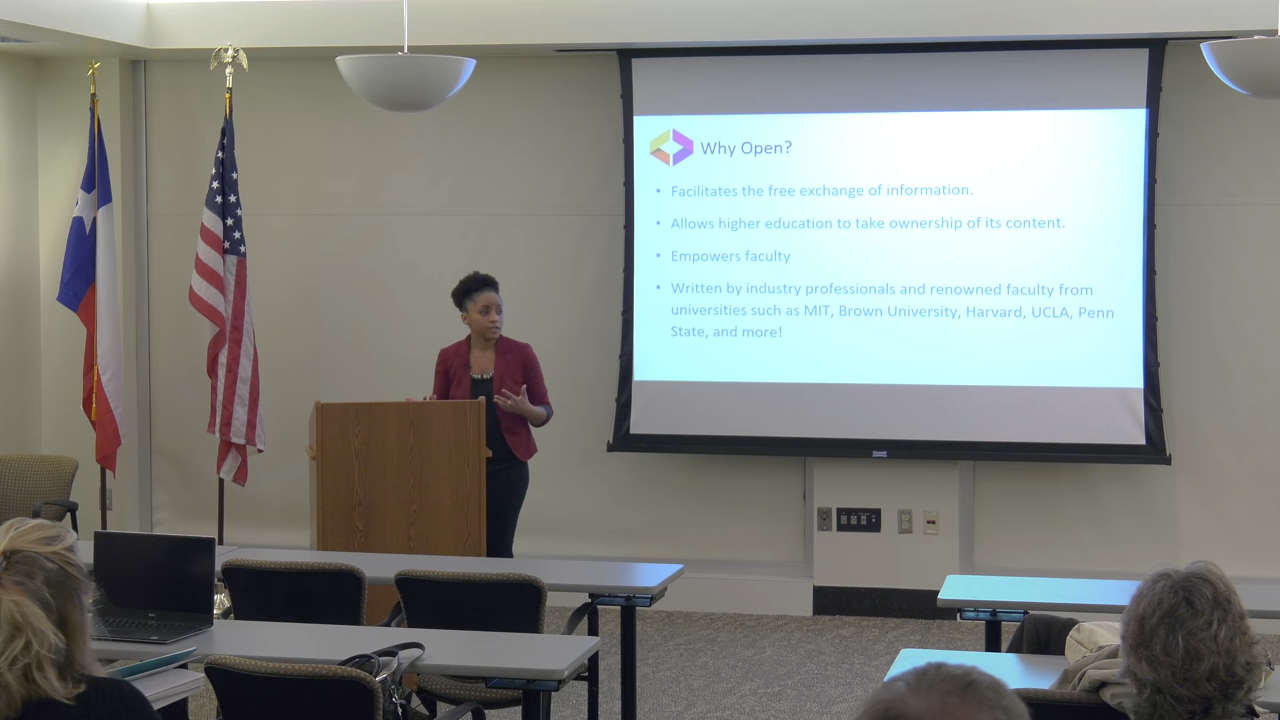 Why Open?
• Facilitates the free exchange of information.
• Allows higher education to take ownership of its content.
• Empowers faculty
• Written by industry professionals and renowned faculty from
universities such as MIT, Brown University, Harvard, UCLA, Penn
State, and more!